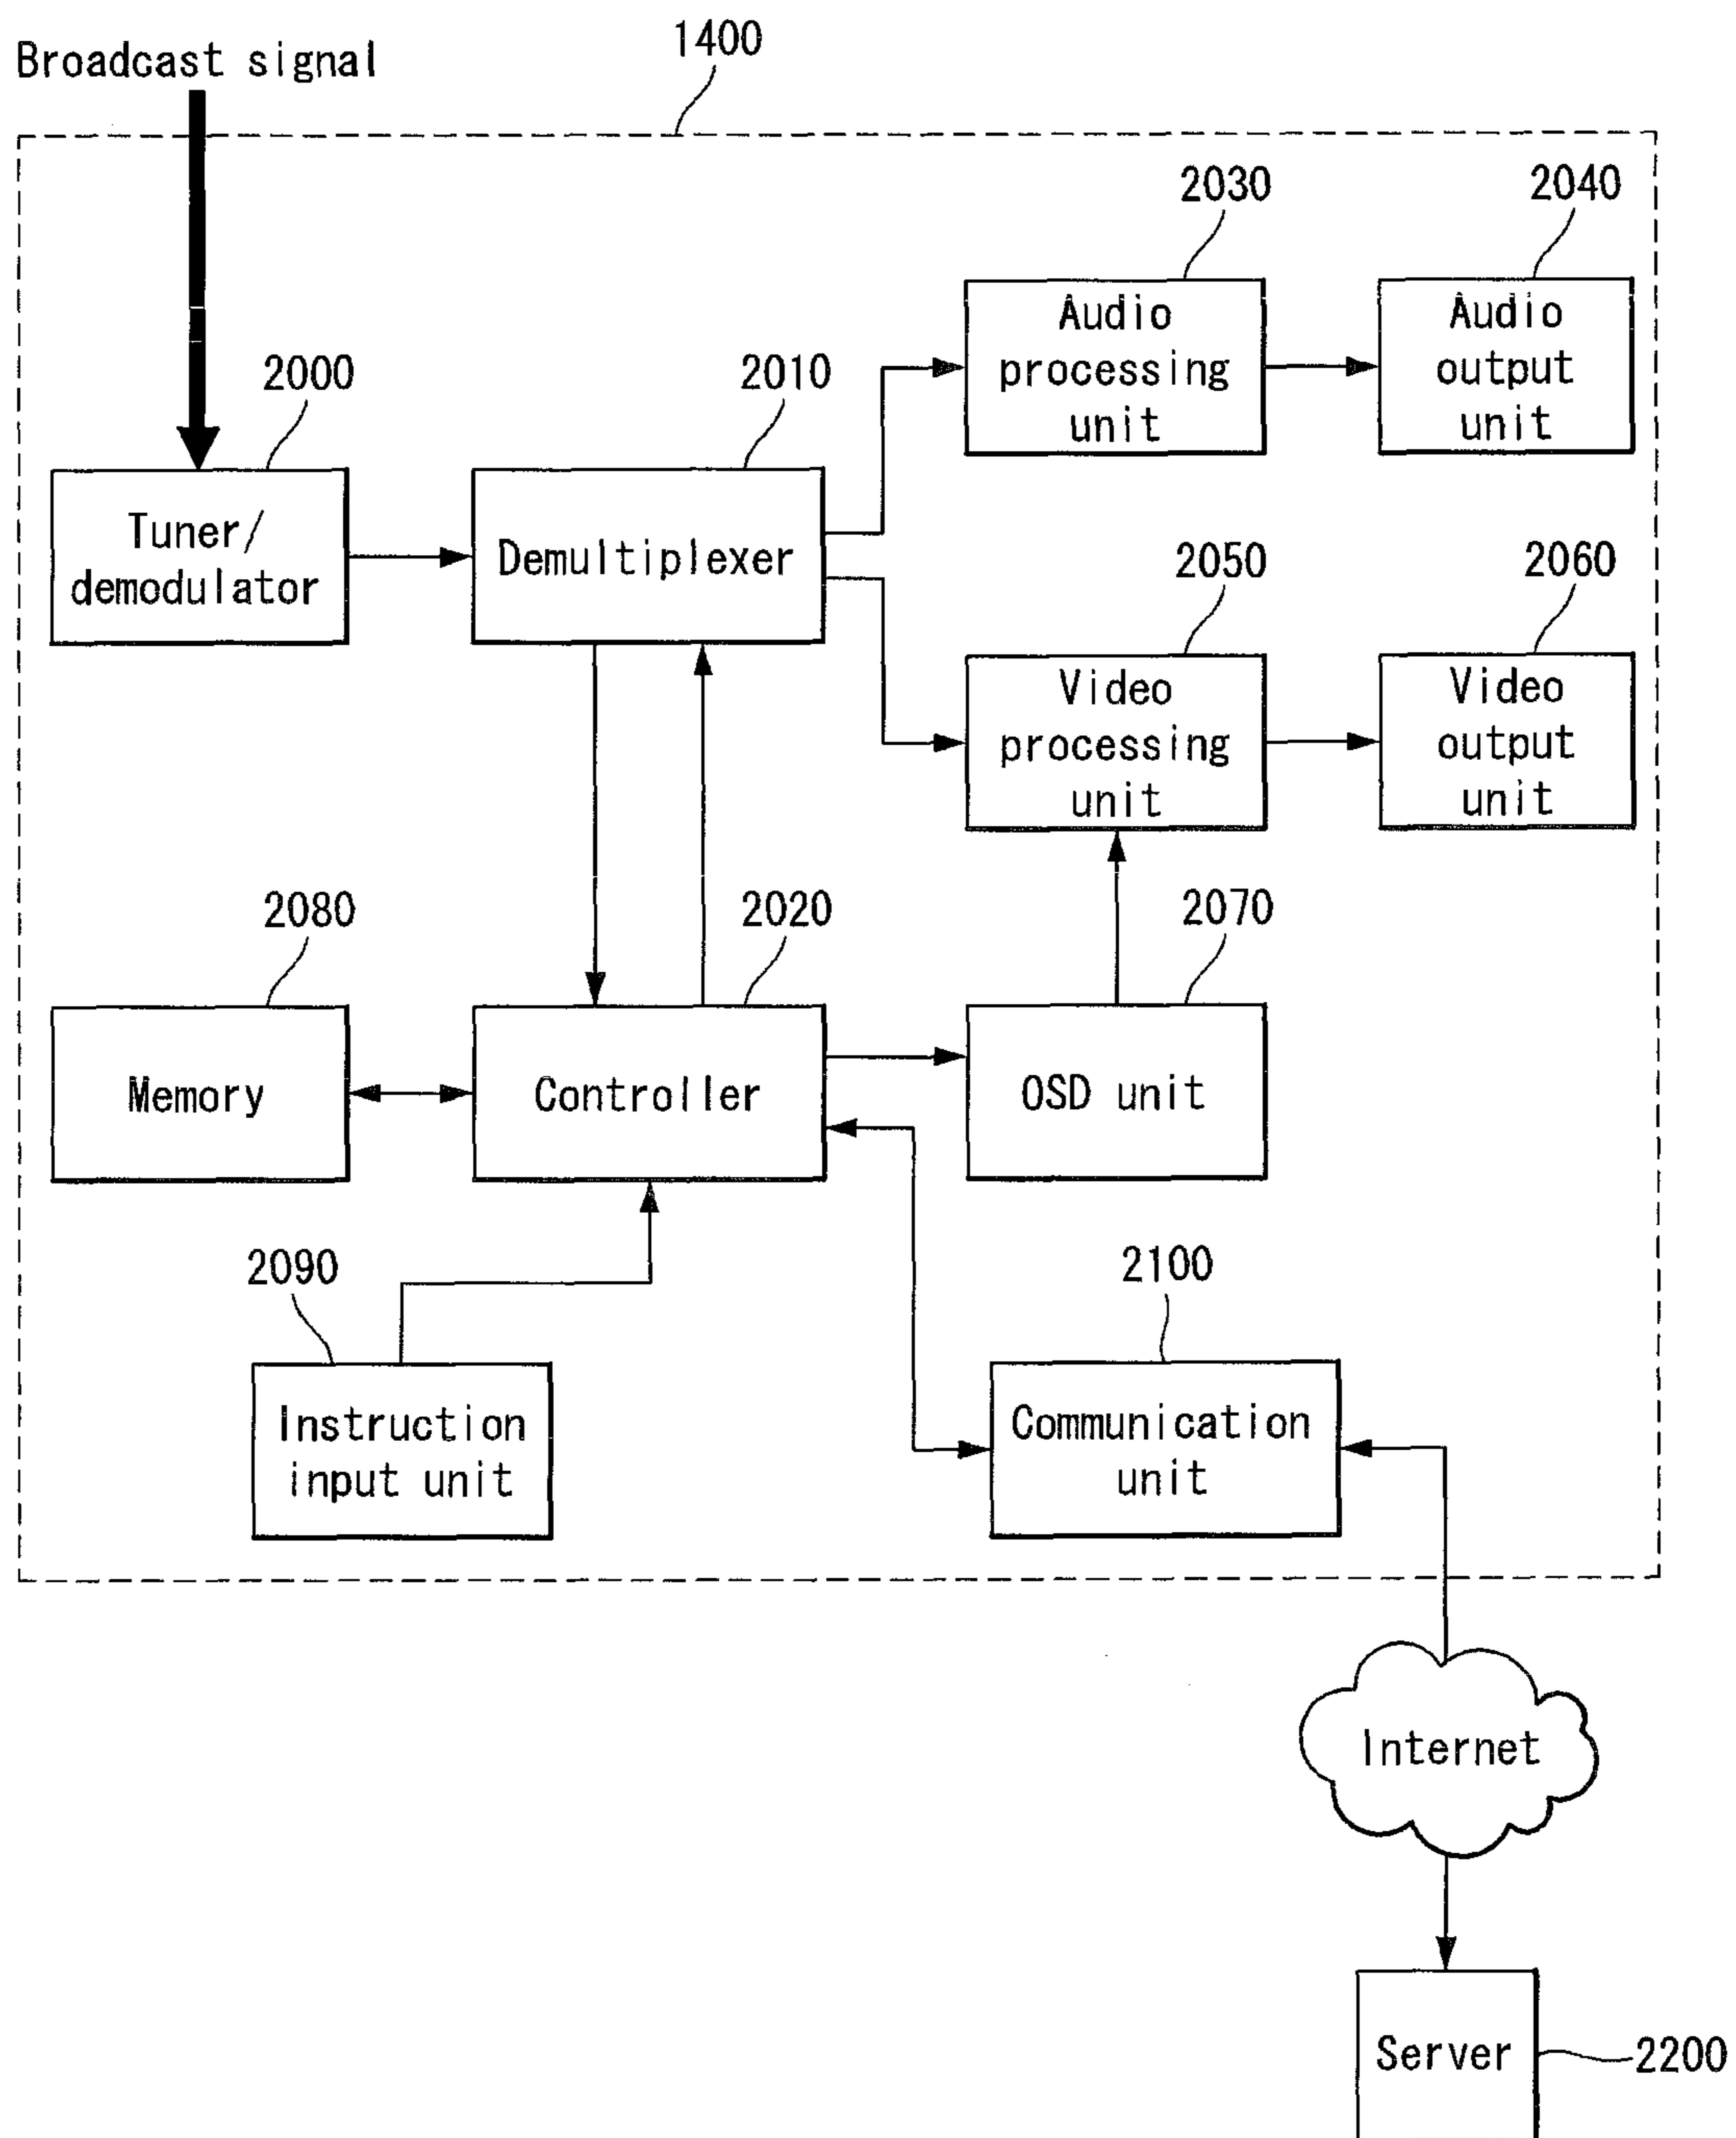 1400
Broadcast signal
2030
2040
Audio
processing
unit
Audio
output
unit
2000
2010
Tuner/
demodulator
Demultiplexer
2050
2060
Video
processing
unit
Video
output
unit
2080
2020
2070
Memory
Controller
OSD unit
2090
2100
Instruction
input unit
Communication
unit
Internet
Server
2200